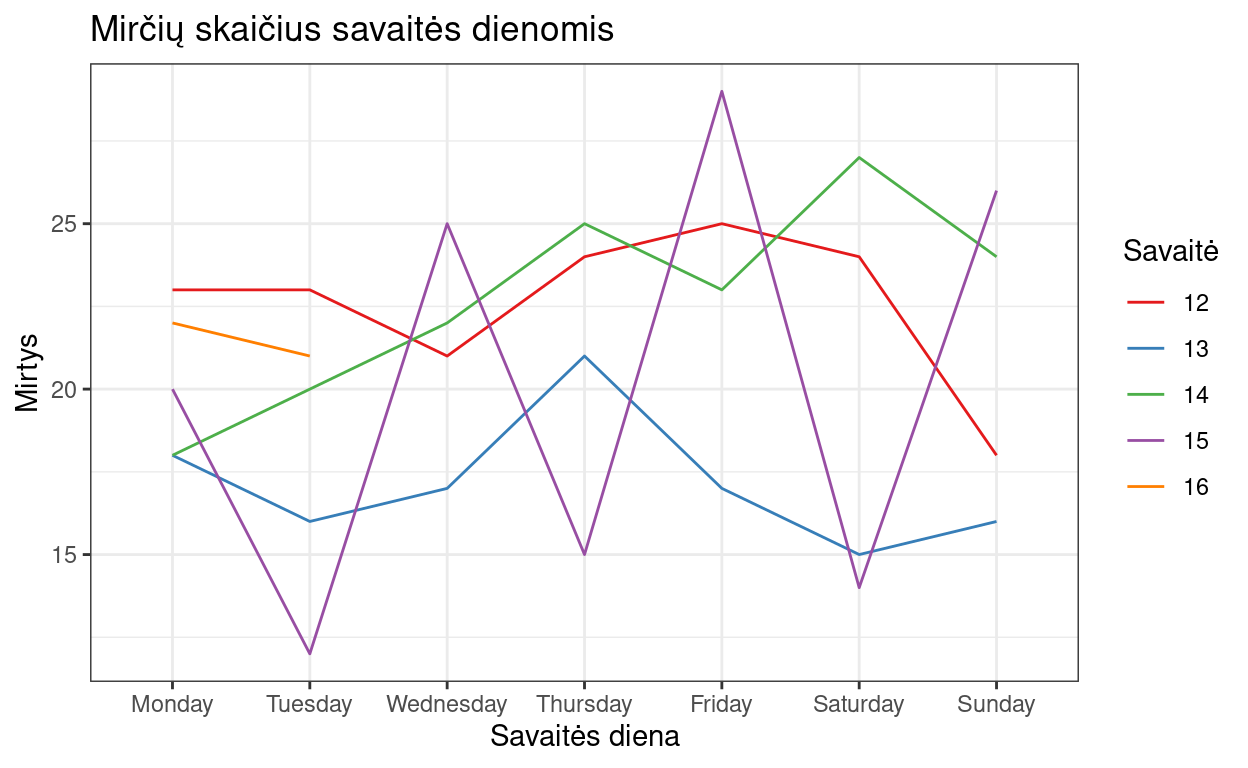 Mirčių skaičius savaitės dienomis
Mirtys
25
20
15
Monday Tuesday Wednesday Thursday Friday Saturday Sunday
Savaitės diena
Savaitė
12
13
14
15
16